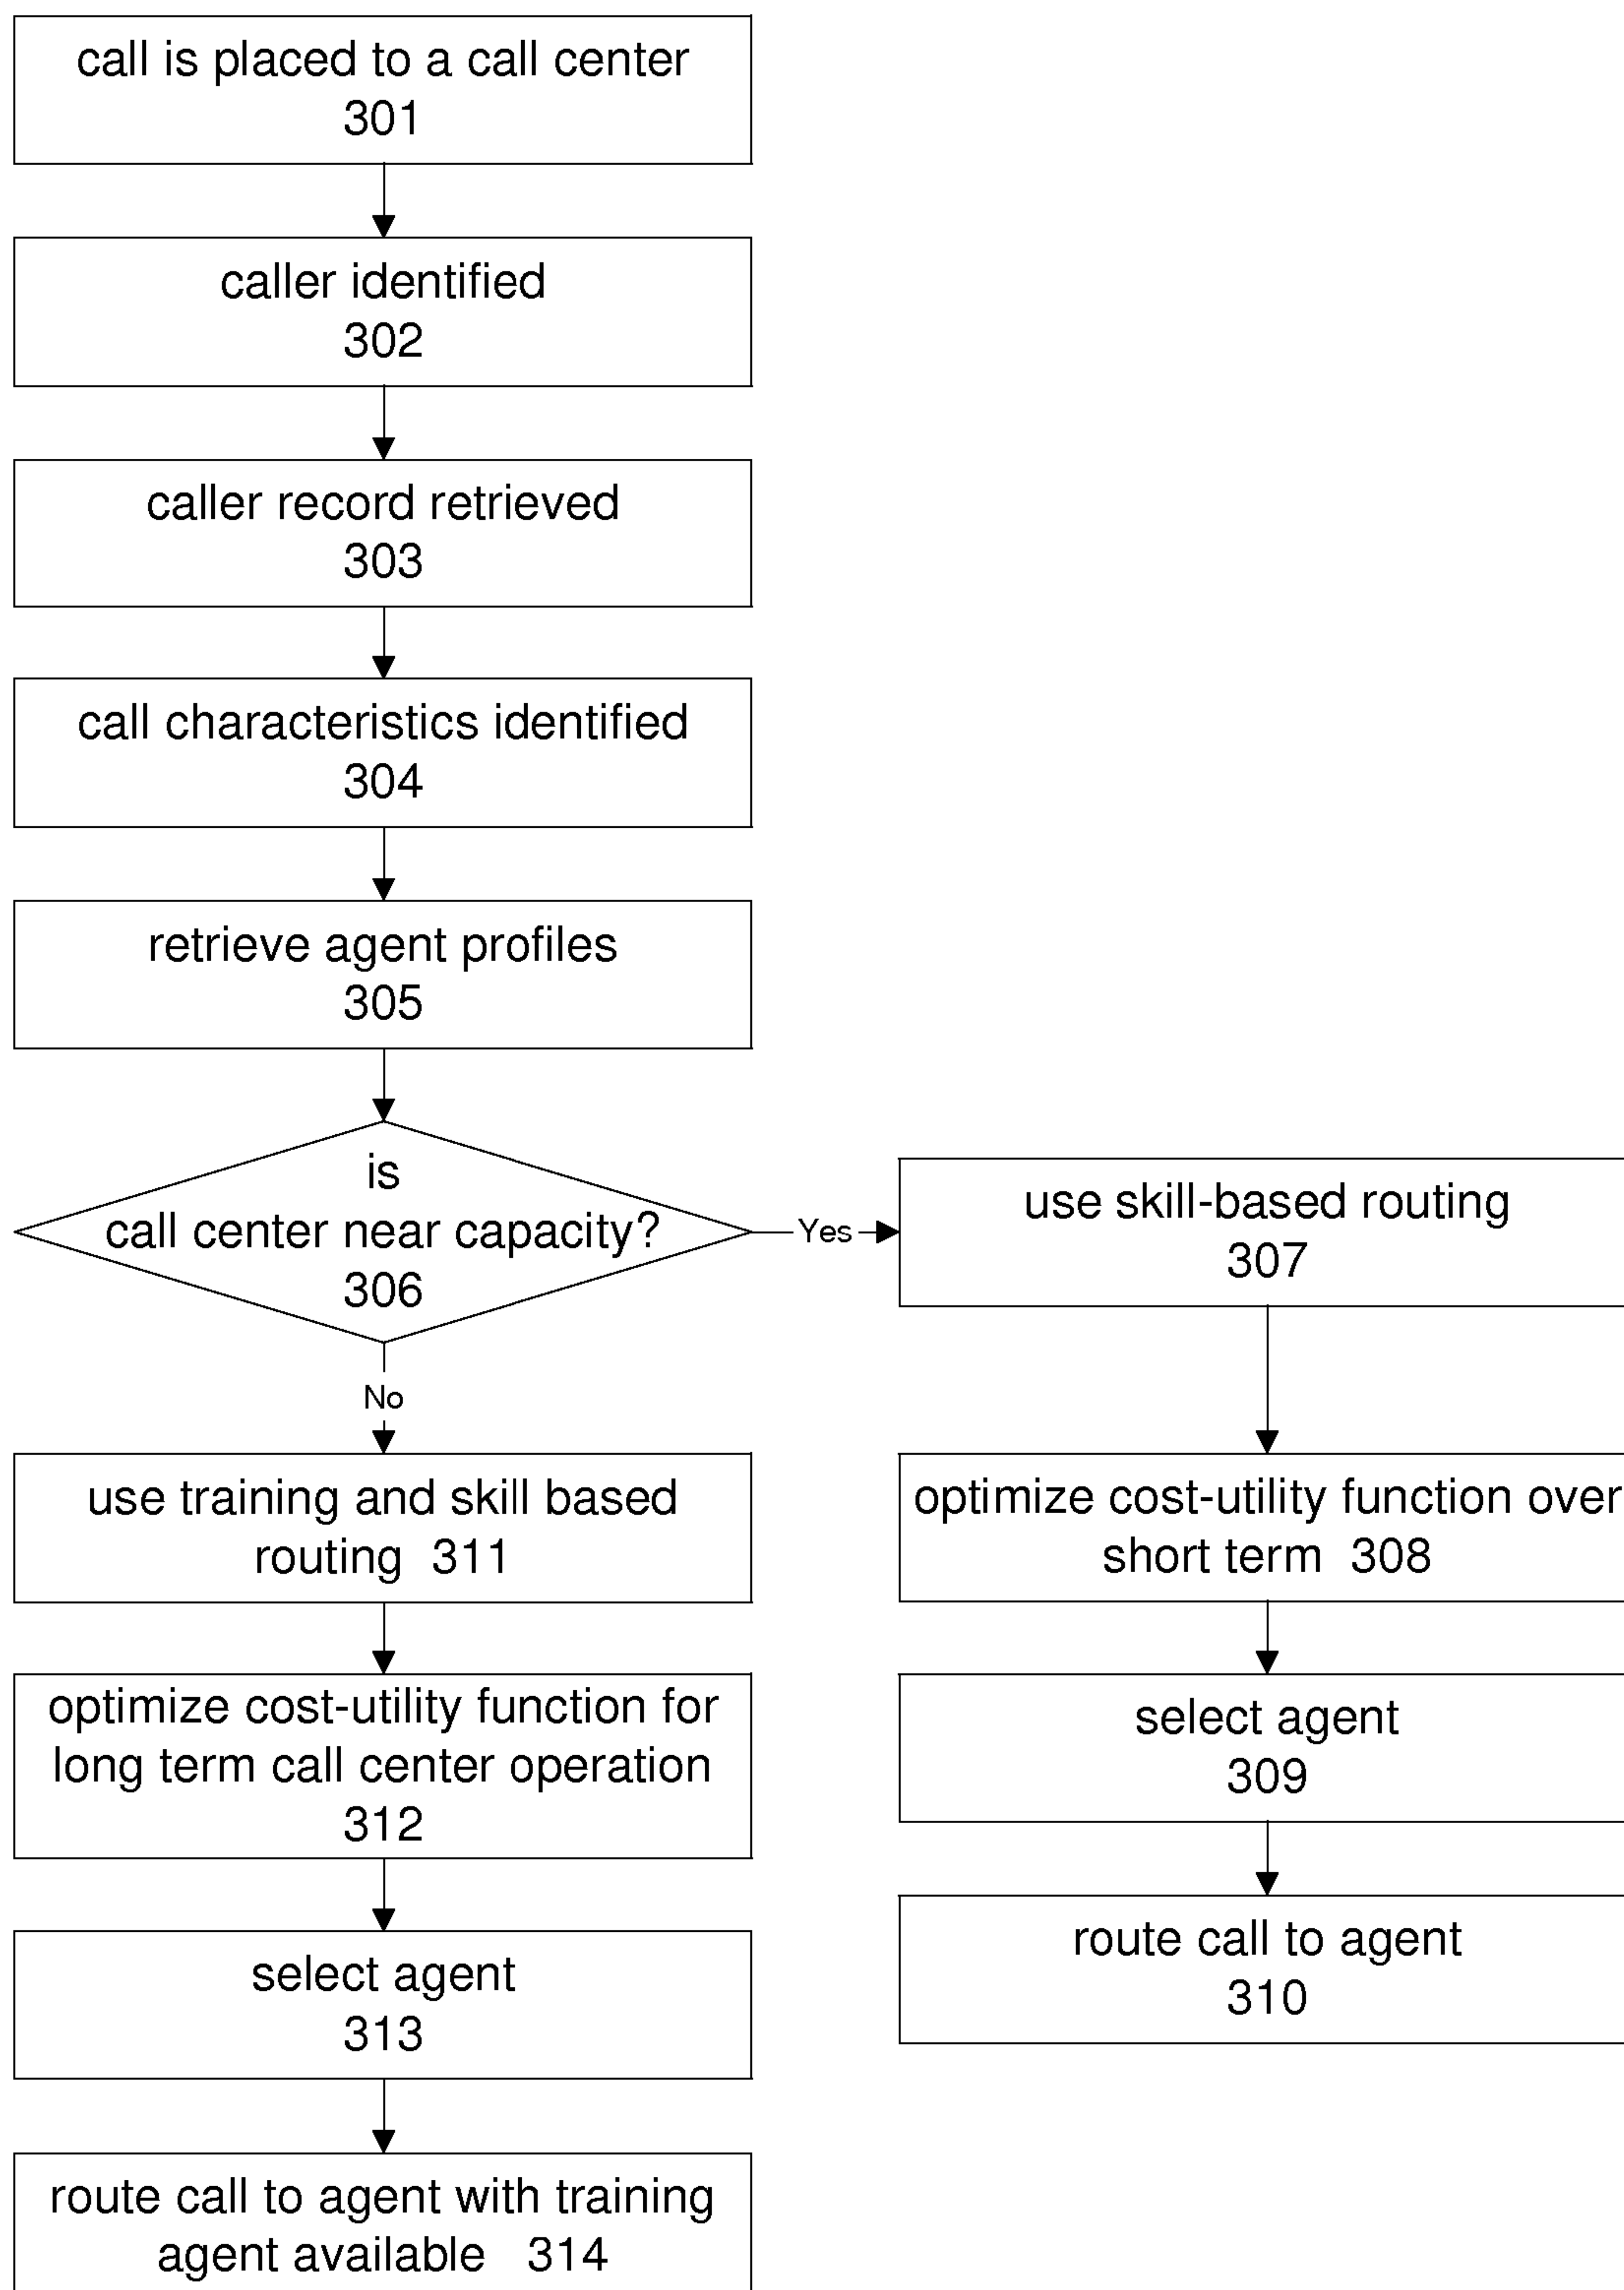 call is placed to a call center
301
caller identified
302
caller record retrieved
303
call characteristics identified
304
retrieve agent profiles
305
is
call center near capacity?
306
Yes
use skill-based routing
307
No
use training and skill based
routing 311
optimize cost-utility function over
short term 308
optimize cost-utility function for
long term call center operation
312
select agent
309
select agent
313
route call to agent
310
route call to agent with training
agent available 314